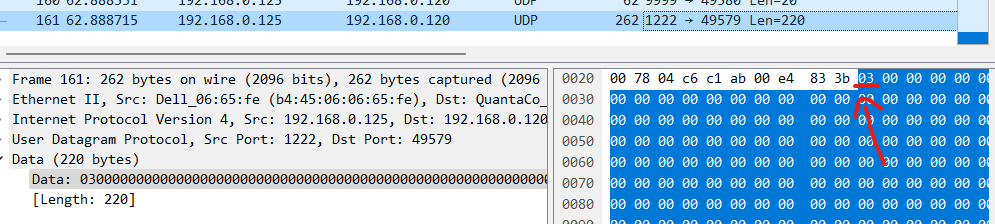 160 62.888551 192.168.0.125 192.168.0.120 UDP 62 9999 → 49580 Len=20
161 62.888715 192.168.0.125 192.168.0.120 UDP 262 1222 → 49579 Len=220
Frame 161: 262 bytes on wire (2096 bits), 262 bytes captured (2096
Ethernet II, Src: Dell_06:65:fe (b4:45:06:06:65:fe), Dst: QuantaCo_
Internet Protocol Version 4, Src: 192.168.0.125, Dst: 192.168.0.120
User Datagram Protocol, Src Port: 1222, Dst Port: 49579
Data (220 bytes)
Data: 0300000000000000000000000000000000000000000000000000000000
[Length: 220]
0020 00 78 04 c6 c1 ab 00 e4 83 3b 03 00 00 00 00 00
0030 00 00 00 00 00 00 00 00 00 00 00 00 00 00 00 00
0040 00 00 00 00 00 00 00 00 00 00 00 00 00 00 00 00
0050 00 00 00 00 00 00 00 00 00 00 00 00 00 00 00 00
0060 00 00 00 00 00 00 00 00 00 00 00 00 00 00 00 00
0070 00 00 00 00 00 00 00 00 00 00 00 00 00 00 00 00
0080 00 00 00 00 00 00 00 00 00 00 00 00 00 00 00 00